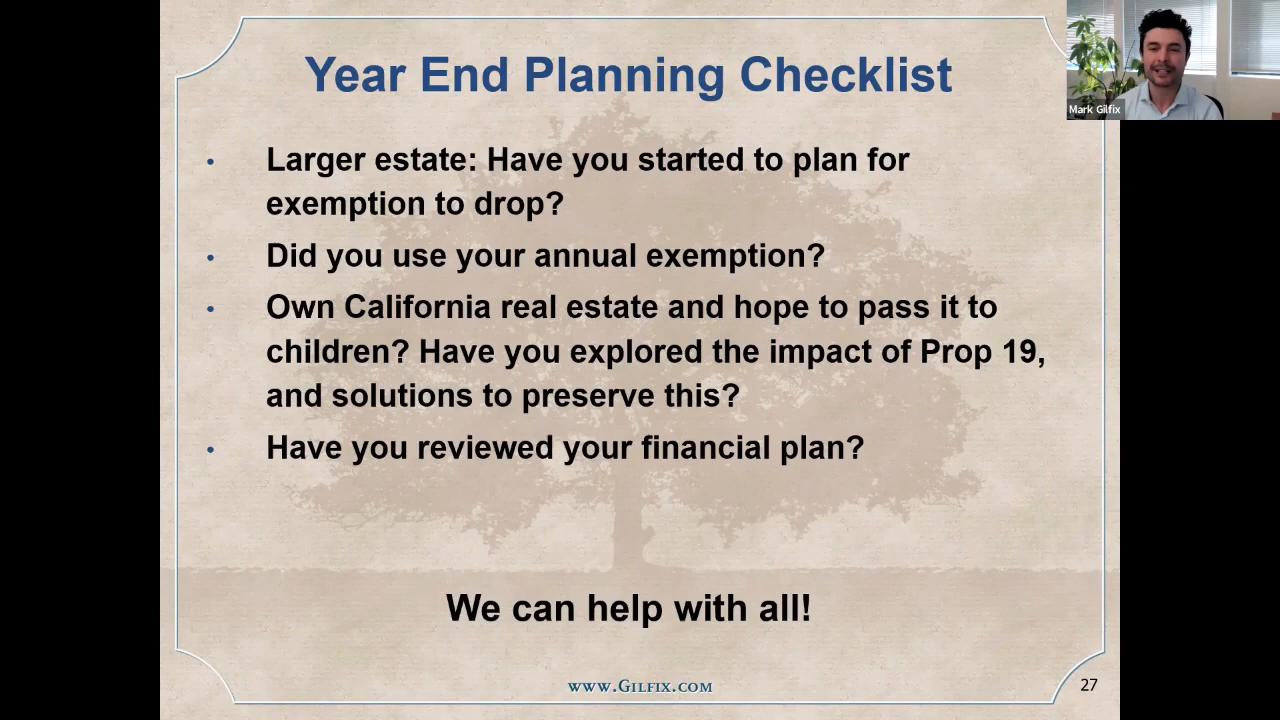 Year End Planning Checklist
Mark Gilfix
• Larger estate: Have you started to plan for
exemption to drop?
• Did you use your annual exemption?
• Own California real estate and hope to pass it to
children? Have you explored the impact of Prop 19,
and solutions to preserve this?
• Have you reviewed your financial plan?
We can help with all!
www.Gilfix.com
27